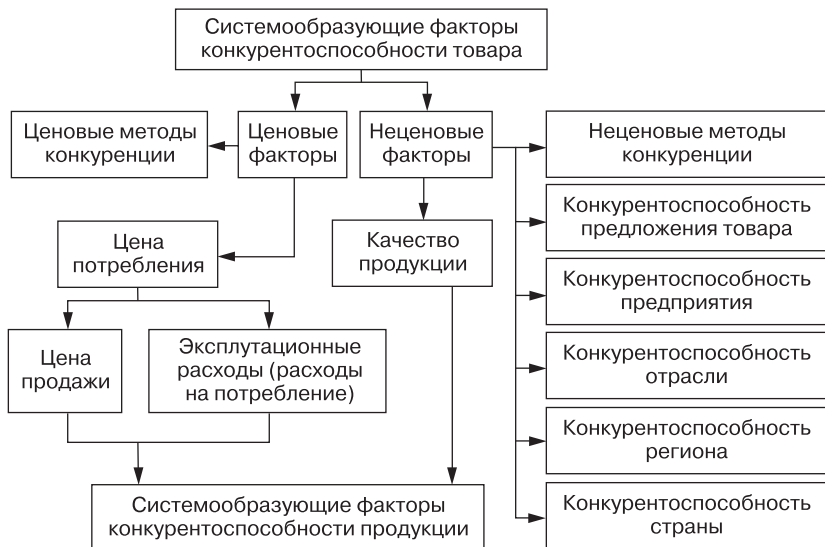 Системообразующие факторы
конкурентоспособности товара
Ценовые методы
конкуренции
Ценовые
факторы
Неценовые
факторы
Неценовые методы
конкуренции
Конкурентоспособность
предложения товара
Цена
потребления
Качество
продукции
Конкурентоспособность
предприятия
Цена
продажи
Эксплутационные
расходы (расходы
на потребление)
Конкурентоспособность
отрасли
Конкурентоспособность
региона
Системообразующие факторы
конкурентоспособности продукции
Конкурентоспособность
страны